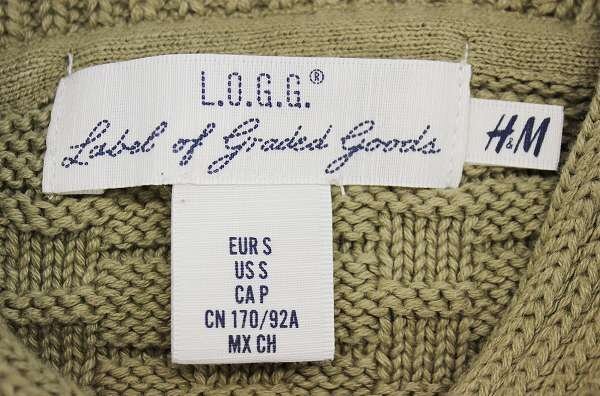 L.O.G.G.®
Label of Graded Goods
H&M
EUR S
US S
CA P
CN 170/92A
MX CH